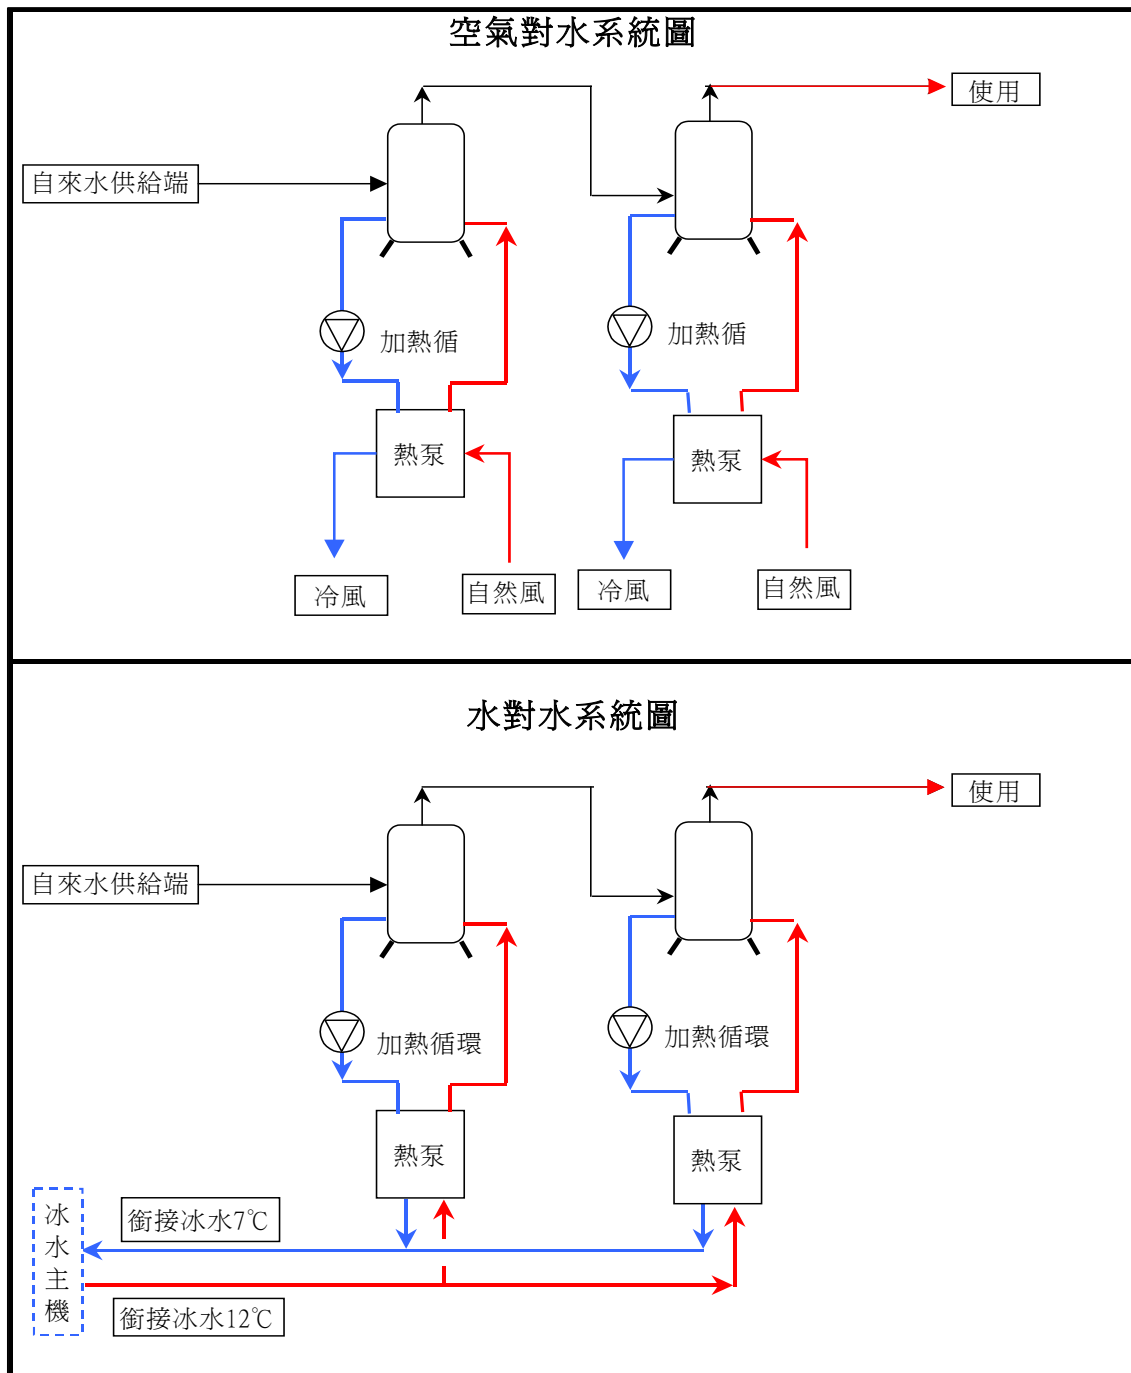 空氣對水系統圖
使用
自來水供給端
加熱循
加熱循
熱泵
熱泵
冷風
自然風
冷風
自然風
水對水系統圖
使用
自來水供給端
加熱循環
加熱循環
熱泵
熱泵
冰水主機
銜接冰水7℃
銜接冰水12℃